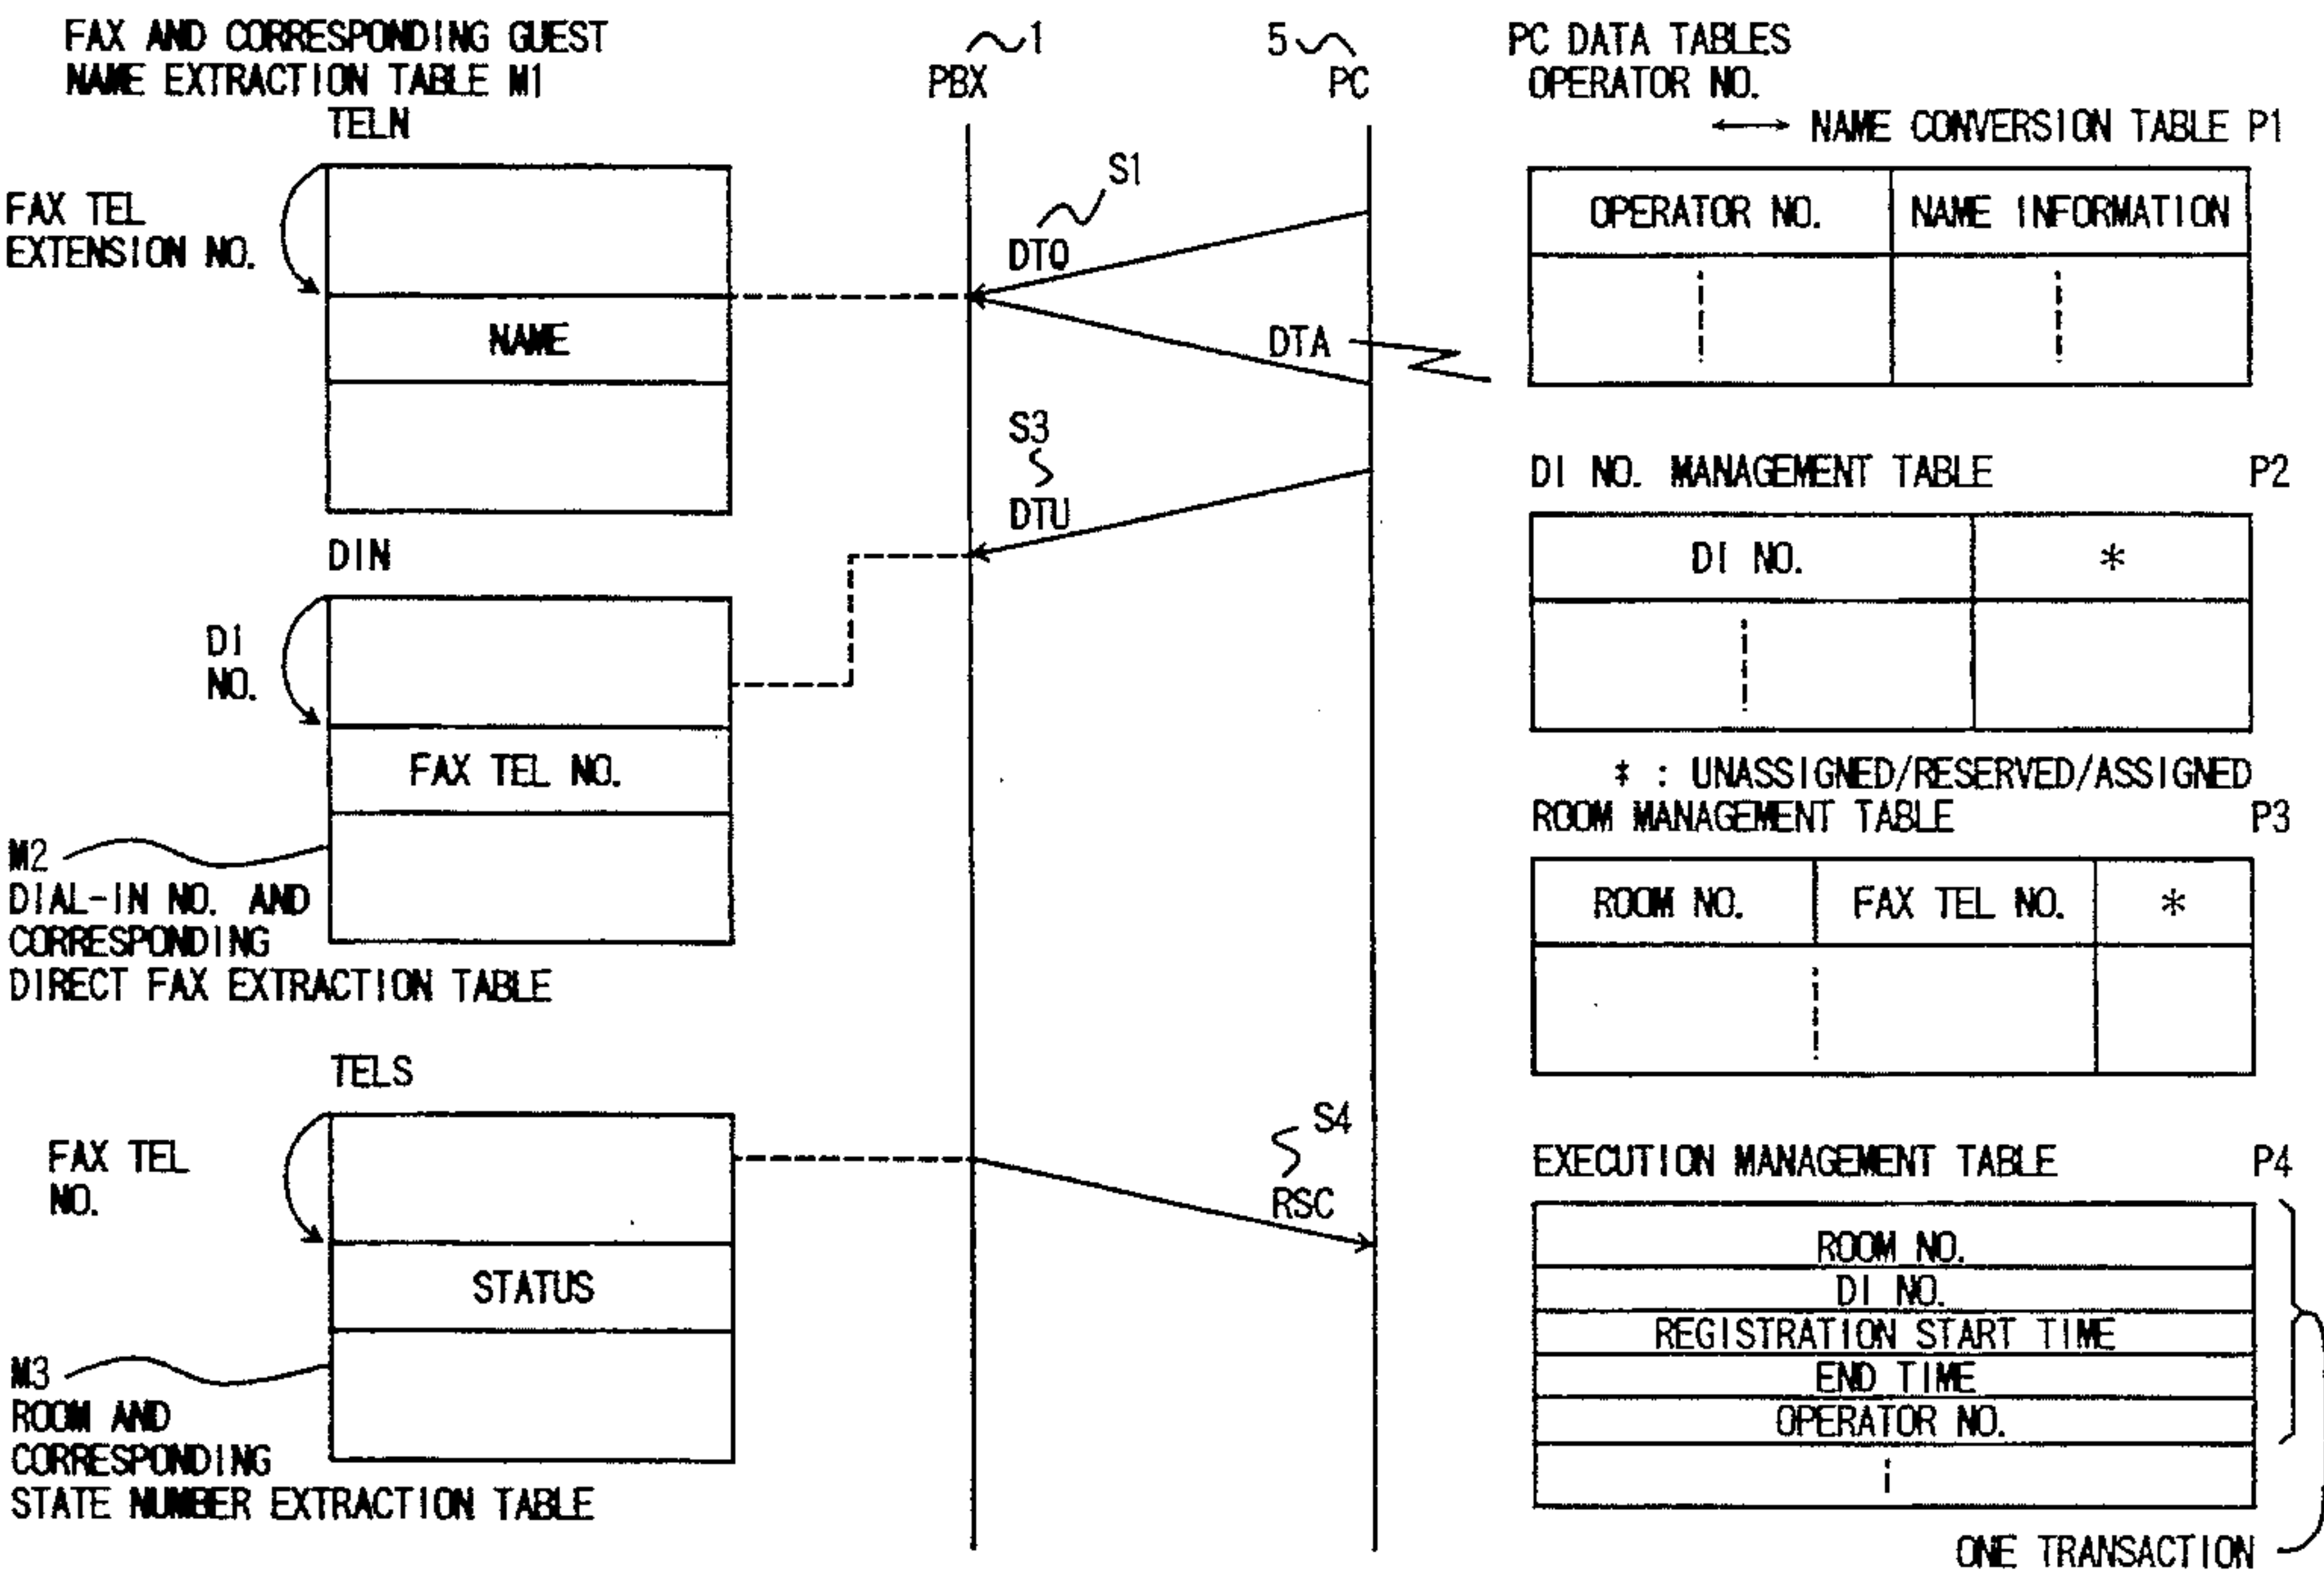 FAX AND CORRESPONDING GUEST
NAME EXTRACTION TABLE M1
TELN
FAX TEL
EXTENSION NO.
NAME
DIN
DI
NO.
FAX TEL NO.
M2
DIAL-IN NO. AND
CORRESPONDING
DIRECT FAX EXTRACTION TABLE
TELS
FAX TEL
NO.
STATUS
M3
ROOM AND
CORRESPONDING
STATE NUMBER EXTRACTION TABLE
1
PBX
5
PC
S1
DTQ
DTA
S3
DTU
S4
RSC
PC DATA TABLES
OPERATOR NO.
↔ NAME CONVERSION TABLE P1
OPERATOR NO. NAME INFORMATION
DI NO. MANAGEMENT TABLE P2
DI NO. *
* : UNASSIGNED/RESERVED/ASSIGNED
ROOM MANAGEMENT TABLE P3
ROOM NO. FAX TEL NO. *
EXECUTION MANAGEMENT TABLE P4
ROOM NO.
DI NO.
REGISTRATION START TIME
END TIME
OPERATOR NO.
ONE TRANSACTION